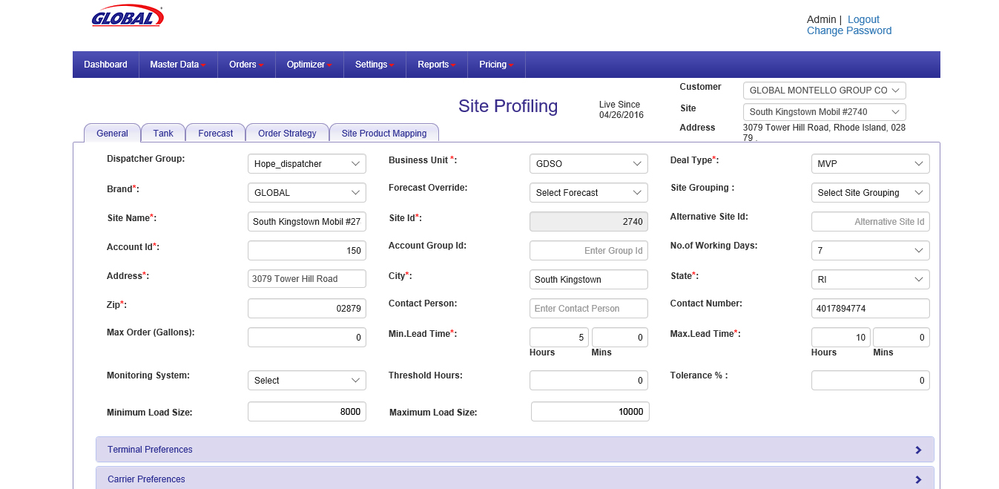 GLOBAL
Admin | Logout
Change Password
Dashboard Master Data Orders Optimizer Settings Reports Pricing
Customer GLOBAL MONTELLO GROUP CO
Site Profiling
Live Since
04/26/2016
Site South Kingstown Mobil #2740
Address 3079 Tower Hill Road, Rhode Island, 028
79 .
General Tank Forecast Order Strategy Site Product Mapping
Dispatcher Group: Hope_dispatcher Business Unit *: GDSO Deal Type*: MVP
Brand*: GLOBAL Forecast Override: Select Forecast Site Grouping : Select Site Grouping
Site Name*: South Kingstown Mobil #27 Site Id*: 2740 Alternative Site Id: Alternative Site Id
Account Id*: 150 Account Group Id: Enter Group Id No.of Working Days: 7
Address*: 3079 Tower Hill Road City*: South Kingstown State*: RI
Zip*: 02879 Contact Person: Enter Contact Person Contact Number: 4017894774
Max Order (Gallons): 0 Min.Lead Time*: 5 0 Max.Lead Time*: 10 0
Hours Mins Hours Mins
Monitoring System: Select Threshold Hours: 0 Tolerance % : 0
Minimum Load Size: 8000 Maximum Load Size: 10000
Terminal Preferences
Carrier Preferences